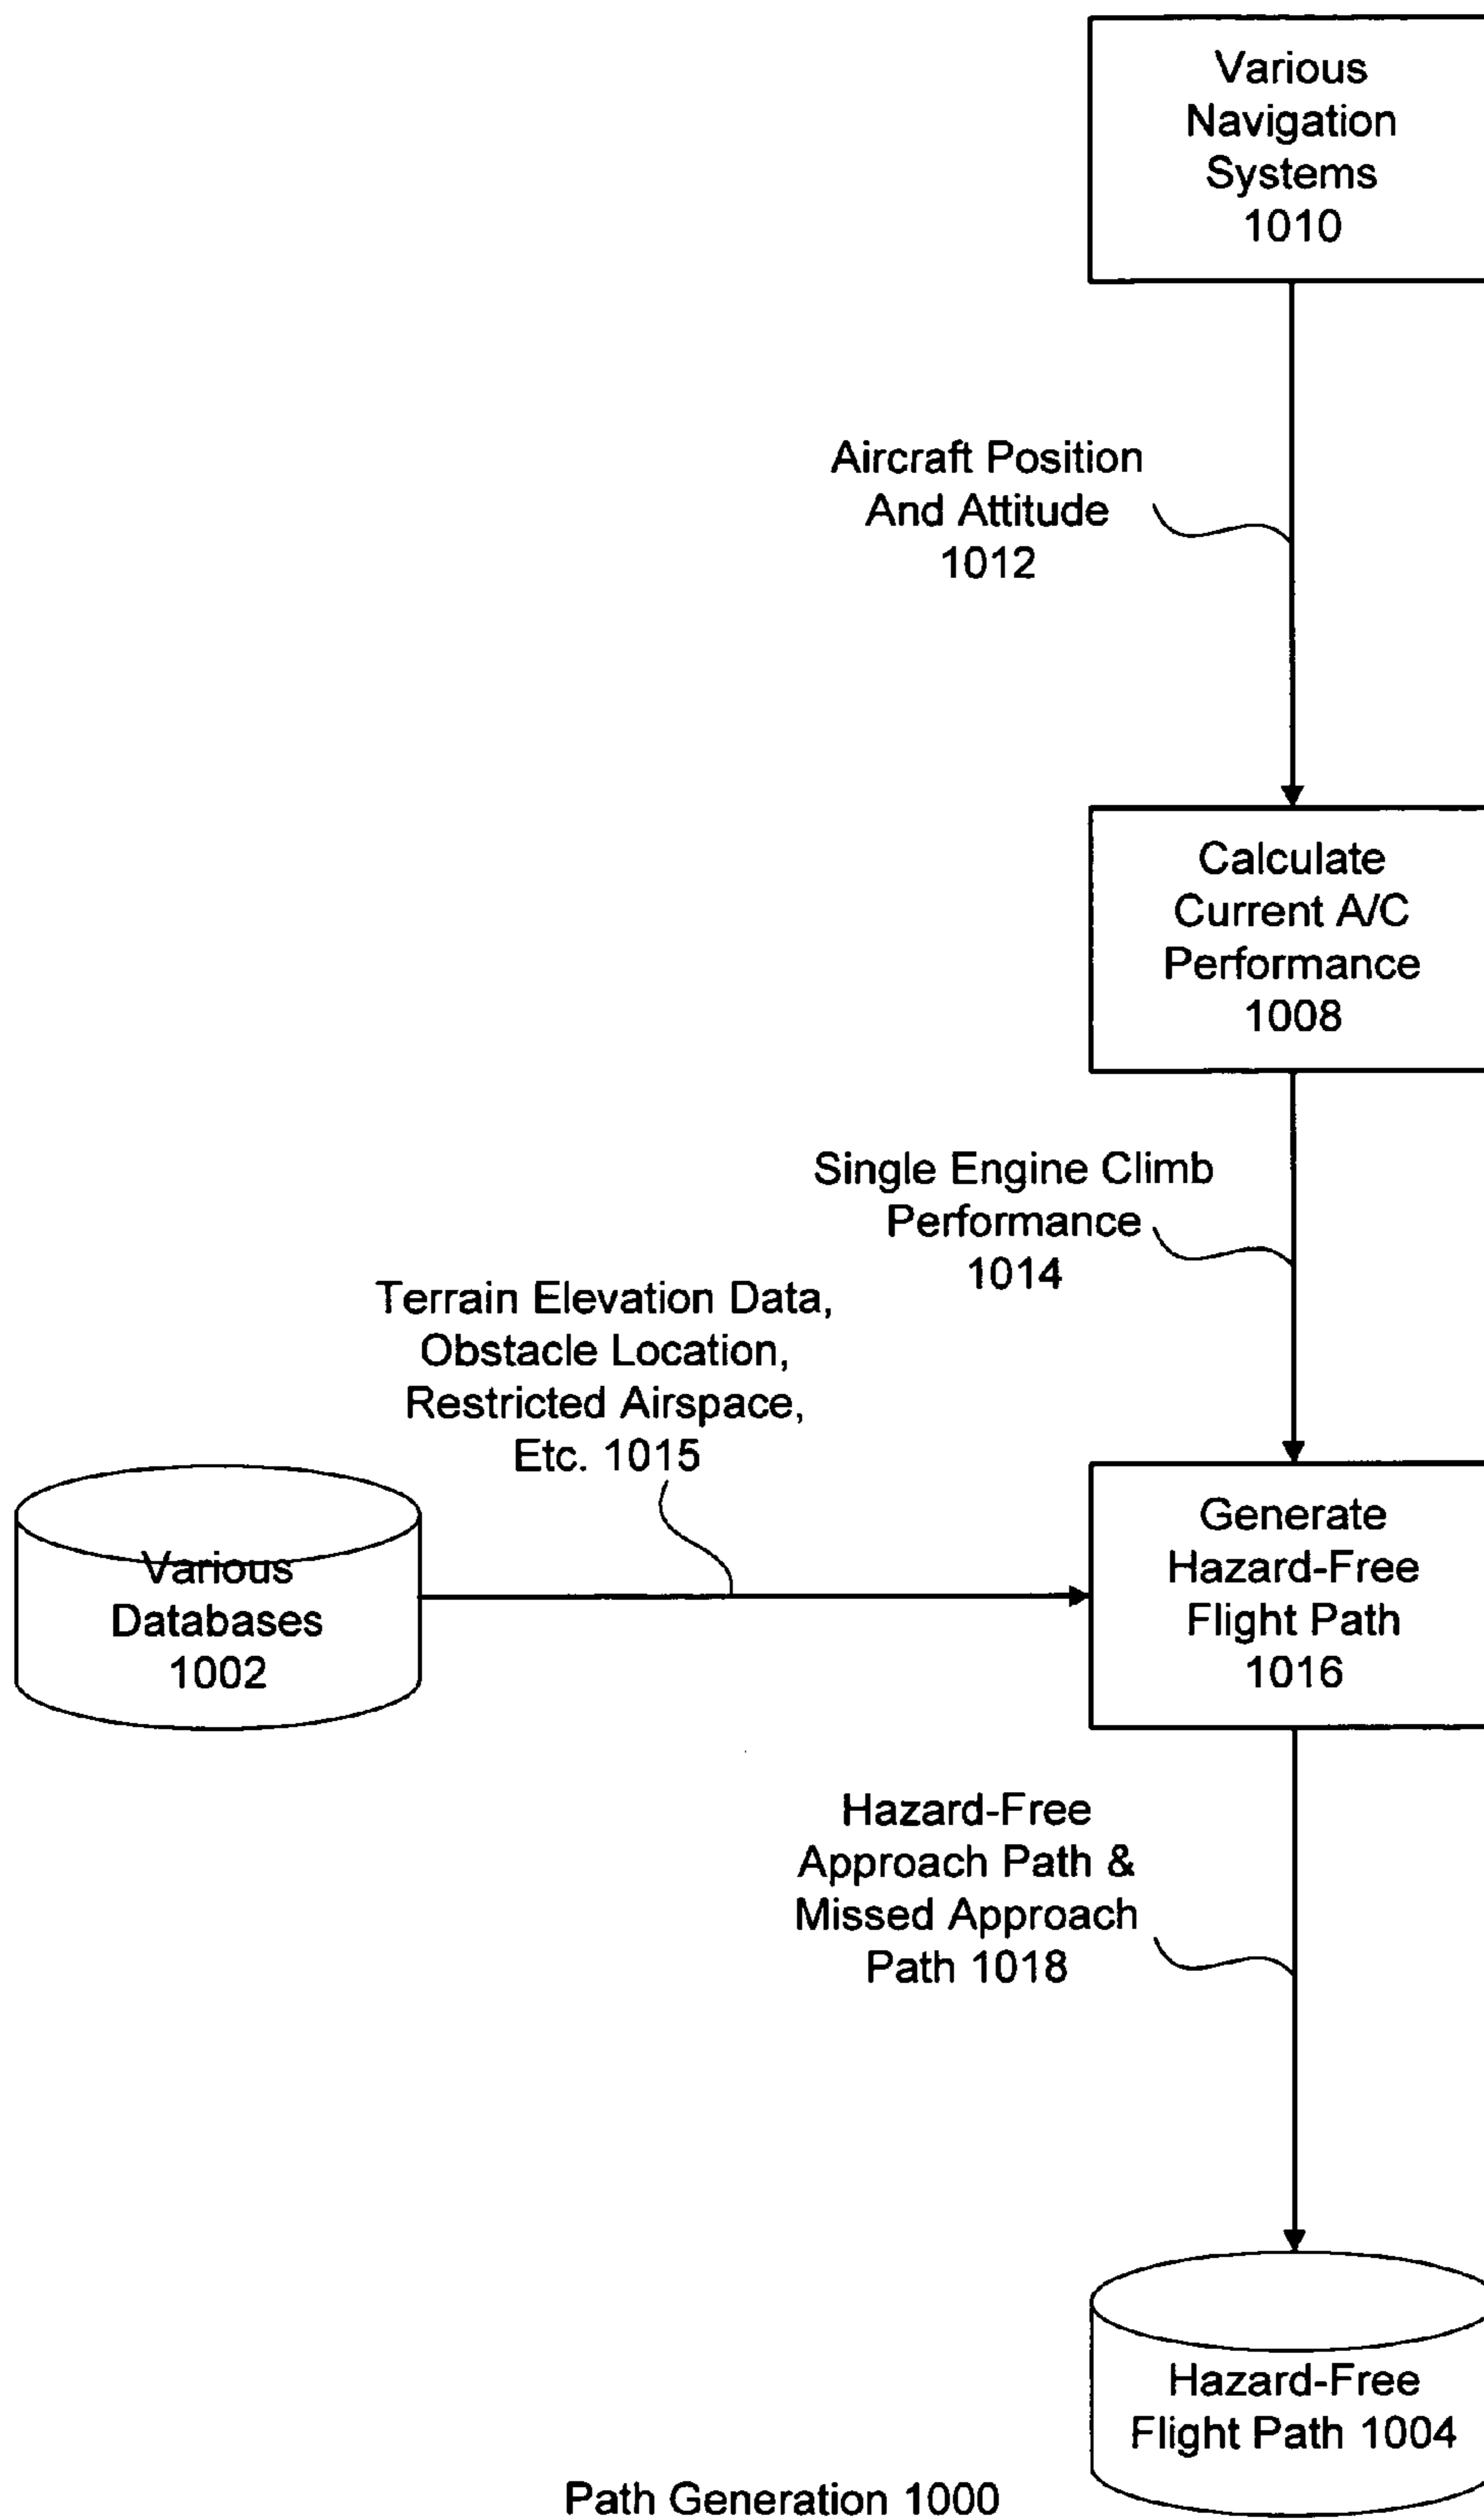 Various
Navigation
Systems
1010
Aircraft Position
And Attitude
1012
Calculate
Current A/C
Performance
1008
Single Engine Climb
Performance
1014
Terrain Elevation Data,
Obstacle Location,
Restricted Airspace,
Etc. 1015
Various
Databases
1002
Generate
Hazard-Free
Flight Path
1016
Hazard-Free
Approach Path &
Missed Approach
Path 1018
Hazard-Free
Flight Path 1004
Path Generation 1000